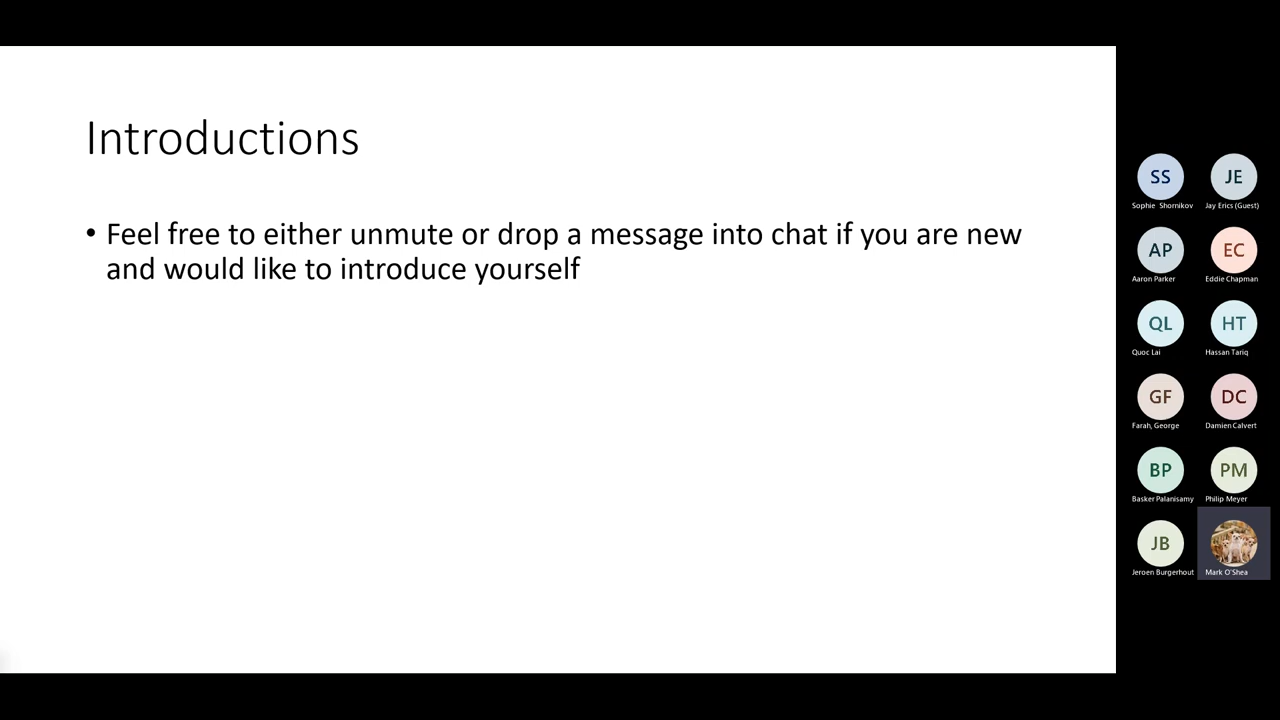 Introductions
• Feel free to either unmute or drop a message into chat if you are new
and would like to introduce yourself
SS JE
Sophie Shornikov Jay Erics (Guest)
AP EC
Aaron Parker Eddie Chapman
QL HT
Quoc Lai Hassan Tariq
GF DC
Farah, George Damien Calvert
BP PM
Basker Palanisamy Philip Meyer
JB
Jeroen Burgerhout Mark O'Shea